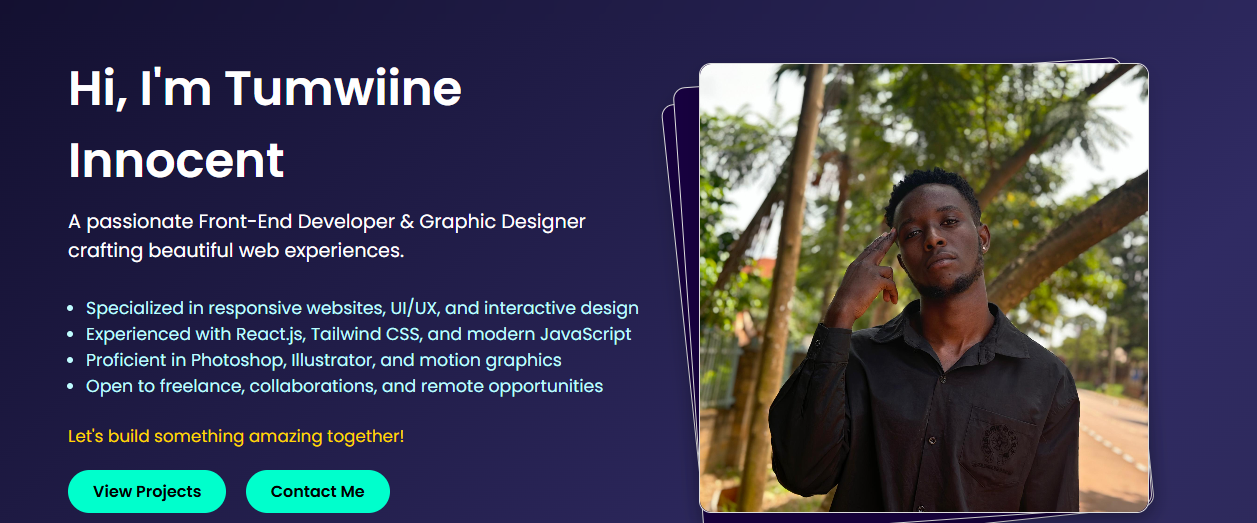 Hi, I'm Tumwiine
Innocent
A passionate Front-End Developer & Graphic Designer
crafting beautiful web experiences.
Specialized in responsive websites, UI/UX, and interactive design
Experienced with React.js, Tailwind CSS, and modern JavaScript
Proficient in Photoshop, Illustrator, and motion graphics
Open to freelance, collaborations, and remote opportunities
Let's build something amazing together!
View Projects
Contact Me